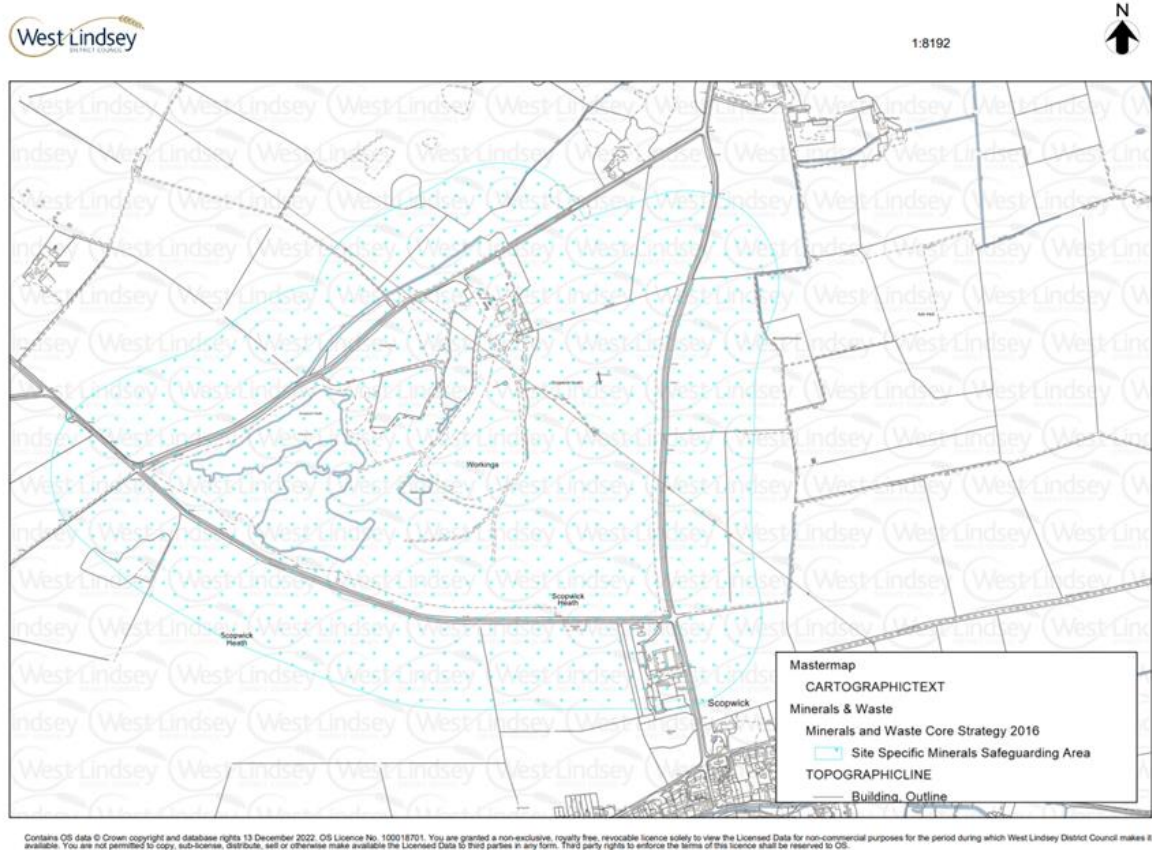 West Lindsey
DISTRICT COUNCIL
1:8192
N
Workings
Scopwick
Heath
Scopwick
Heath
Scopwick
Mastermap
CARTOGRAPHICTEXT
Minerals & Waste
Minerals and Waste Core Strategy 2016
Site Specific Minerals Safeguarding Area
TOPOGRAPHICLINE
Building, Outline
Contains OS data © Crown copyright and database rights 13 December 2022. OS Licence No. 100018701. You are granted a non-exclusive, royalty free, revocable licence solely to view the Licensed Data for non-commercial purposes for the period during which West Lindsey District Council makes it
available. You are not permitted to copy, sub-license, distribute, sell or otherwise make available the Licensed Data to third parties in any form. Third party rights to enforce the terms of this licence shall be reserved to OS.